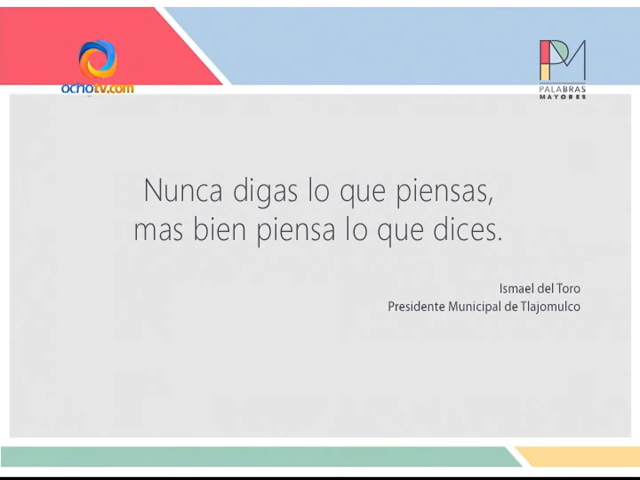 ochotv.com
PM
PALABRAS
MAYORES
Nunca digas lo que piensas,
mas bien piensa lo que dices.
Ismael del Toro
Presidente Municipal de Tlajomulco